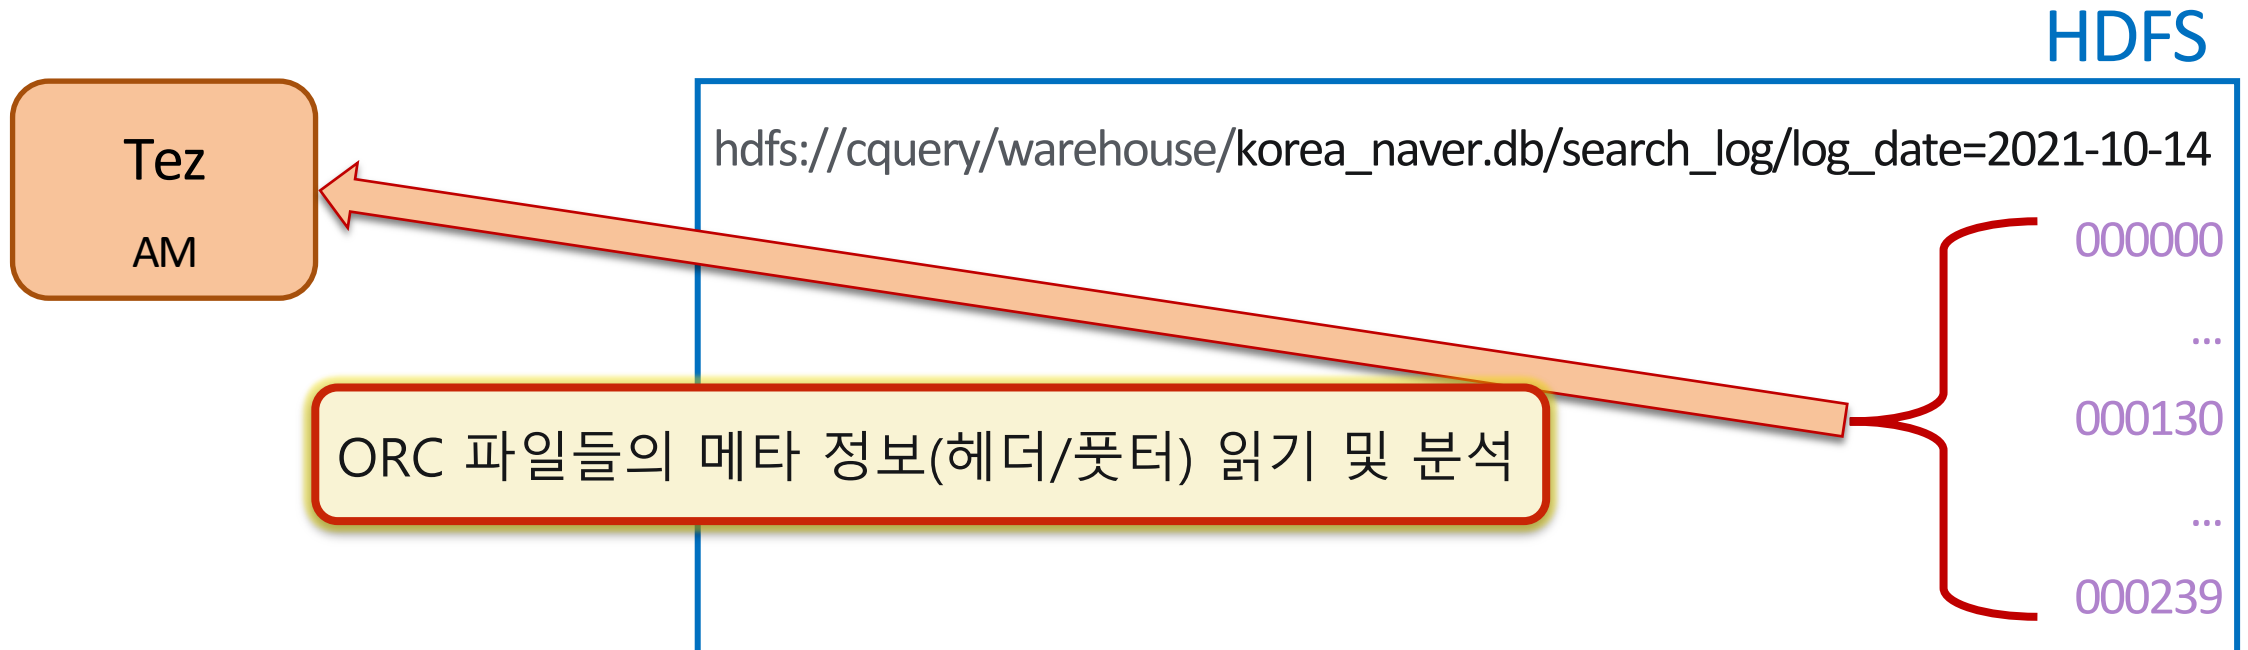 HDFS
Tez
AM
hdfs://cquery/warehouse/korea_naver.db/search_log/log_date=2021-10-14
000000
...
000130
...
000239
ORC 파일들의 메타 정보(헤더/풋터) 읽기 및 분석